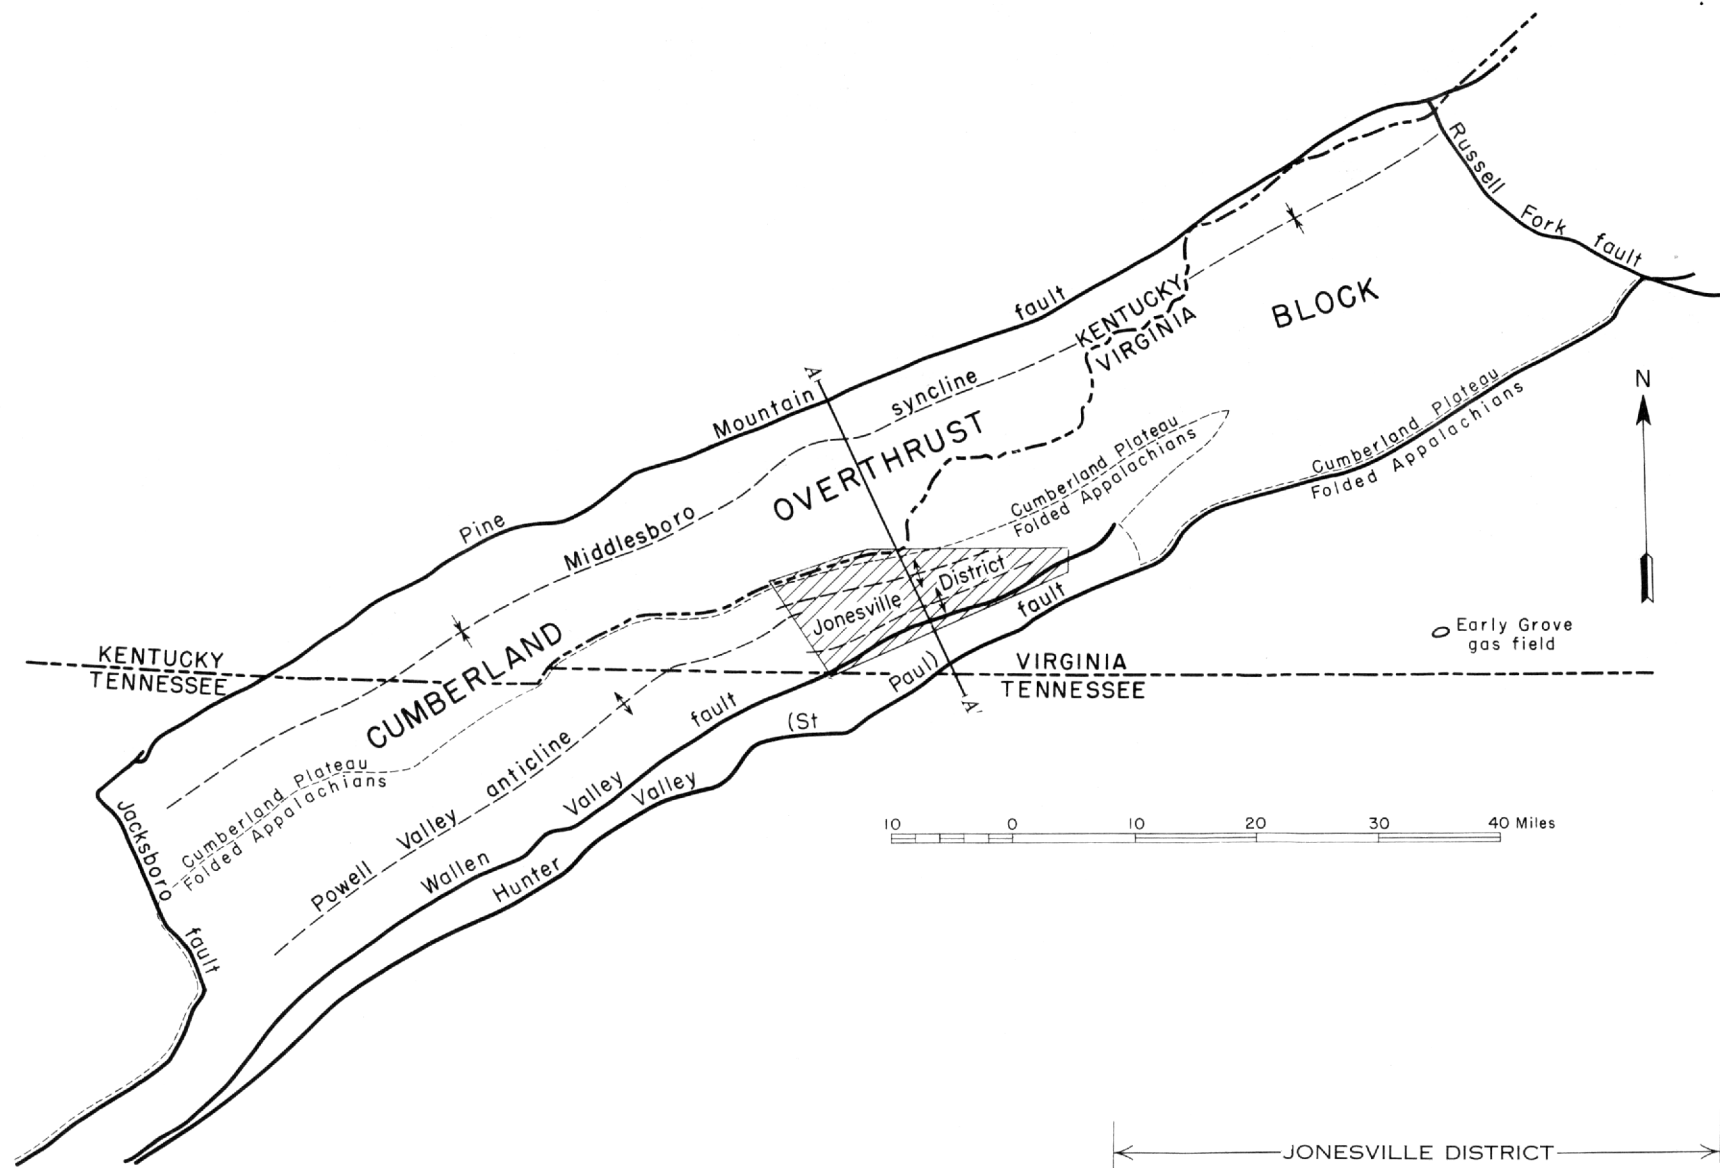 Russell Fork fault
BLOCK
KENTUCKY
VIRGINIA
Pine Mountain fault
A
Middlesboro syncline
OVERTHRUST
N
Cumberland Plateau
Folded Appalachians
Cumberland Plateau
Folded Appalachians
Jonesville District
Early Grove
gas field
KENTUCKY
TENNESSEE
CUMBERLAND
VIRGINIA
TENNESSEE
A'
Cumberland Plateau
Folded Appalachians
Powell Valley anticline
Wallen Valley fault
Hunter Valley (St Paul) fault
Jacksboro fault
10 0 10 20 30 40 Miles
JONESVILLE DISTRICT